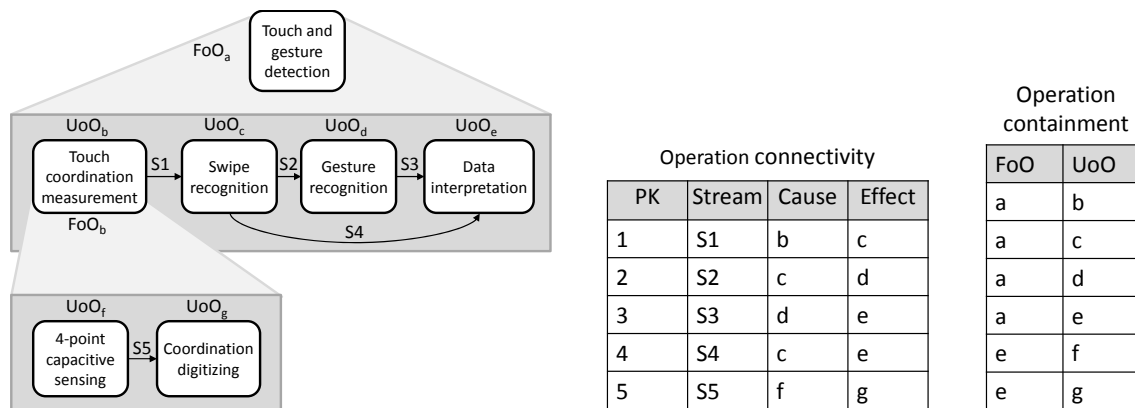 FoOa
Touch and
gesture
detection
UoOb
UoOc
UoOd
UoOe
Touch
coordination
measurement
S1
Swipe
recognition
S2
Gesture
recognition
S3
Data
interpretation
FoOb
S4
UoOf
UoOg
4-point
capacitive
sensing
S5
Coordination
digitizing
Operation connectivity
PK Stream Cause Effect
1 S1 b c
2 S2 c d
3 S3 d e
4 S4 c e
5 S5 f g
Operation
containment
FoO UoO
a b
a c
a d
a e
e f
e g